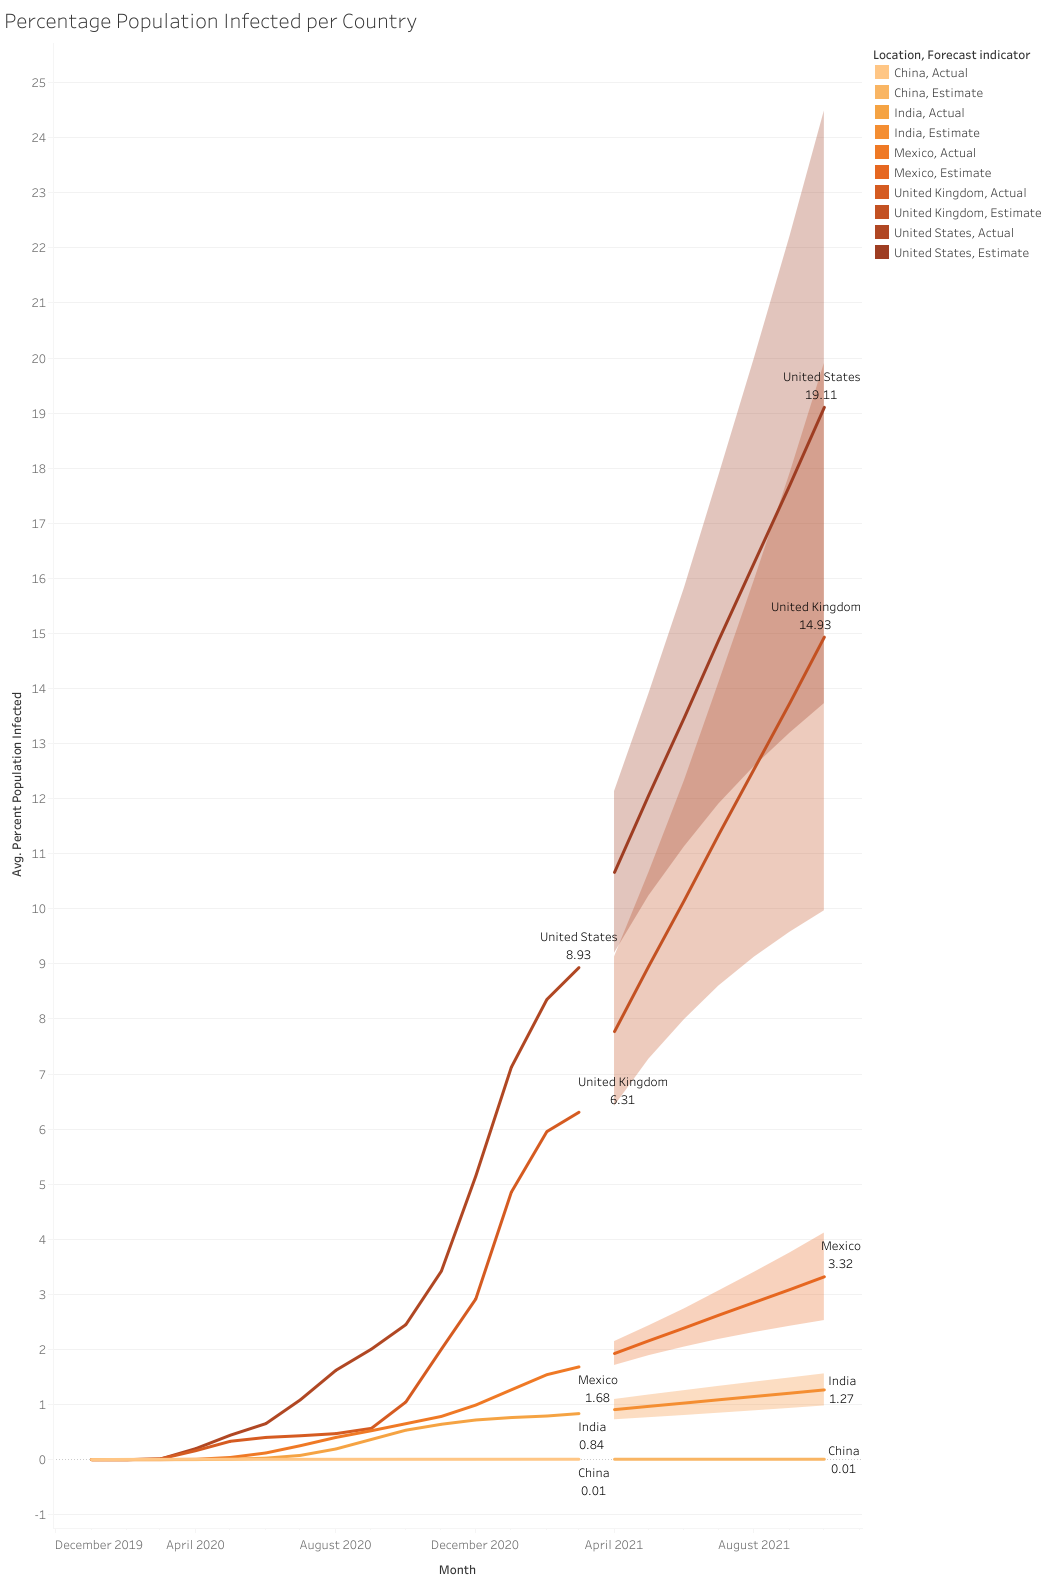 Percentage Population Infected per Country
Location, Forecast indicator
China, Actual
China, Estimate
India, Actual
India, Estimate
Mexico, Actual
Mexico, Estimate
United Kingdom, Actual
United Kingdom, Estimate
United States, Actual
United States, Estimate
25
24
23
22
21
20
19
18
17
16
15
14
13
12
11
10
9
8
7
6
5
4
3
2
1
0
-1
Avg. Percent Population Infected
United States
19.11
United Kingdom
14.93
United States
8.93
United Kingdom
6.31
Mexico
3.32
Mexico
1.68
India
1.27
India
0.84
China
0.01
China
0.01
December 2019
April 2020
August 2020
December 2020
April 2021
August 2021
Month